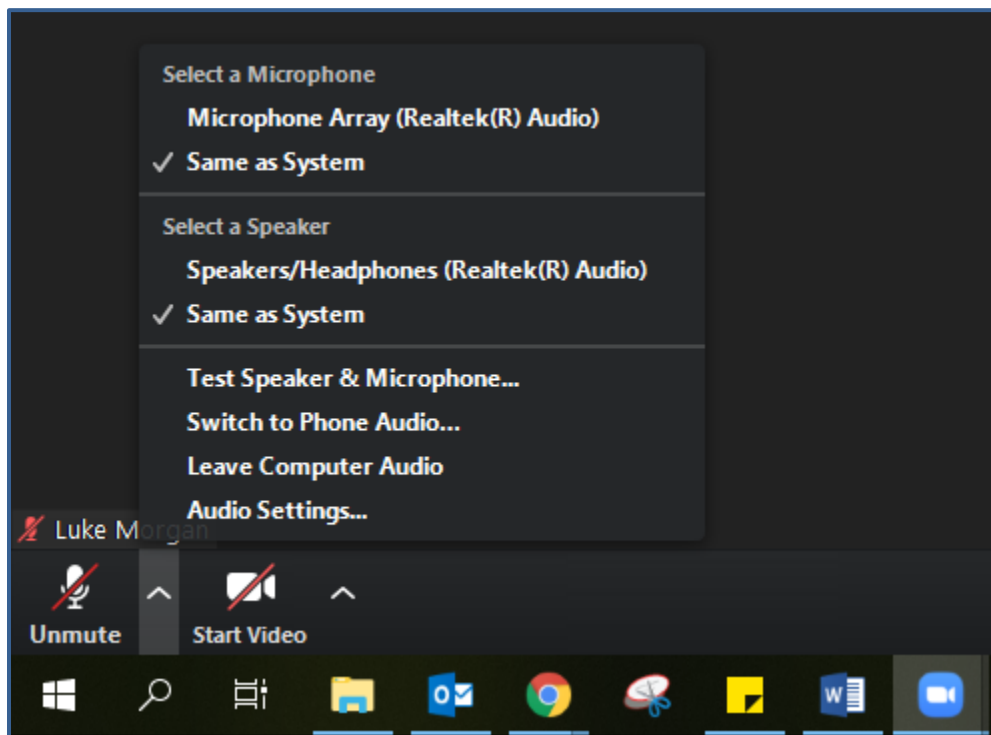 Select a Microphone
Microphone Array (Realtek(R) Audio)
✓ Same as System
Select a Speaker
Speakers/Headphones (Realtek(R) Audio)
✓ Same as System
Test Speaker & Microphone...
Switch to Phone Audio...
Leave Computer Audio
Audio Settings...
Luke Morgan
Unmute
Start Video